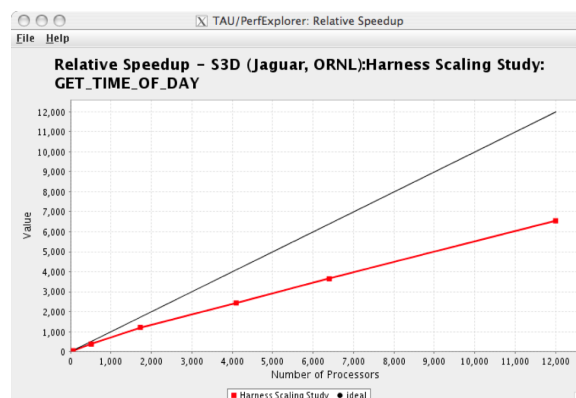 TAU/PerfExplorer: Relative Speedup
File Help
Relative Speedup - S3D (Jaguar, ORNL):Harness Scaling Study:
GET_TIME_OF_DAY
12,000
11,000
10,000
9,000
8,000
7,000
6,000
5,000
4,000
3,000
2,000
1,000
0
Value
0 1,000 2,000 3,000 4,000 5,000 6,000 7,000 8,000 9,000 10,000 11,000 12,000
Number of Processors
Harness Scaling Study ideal